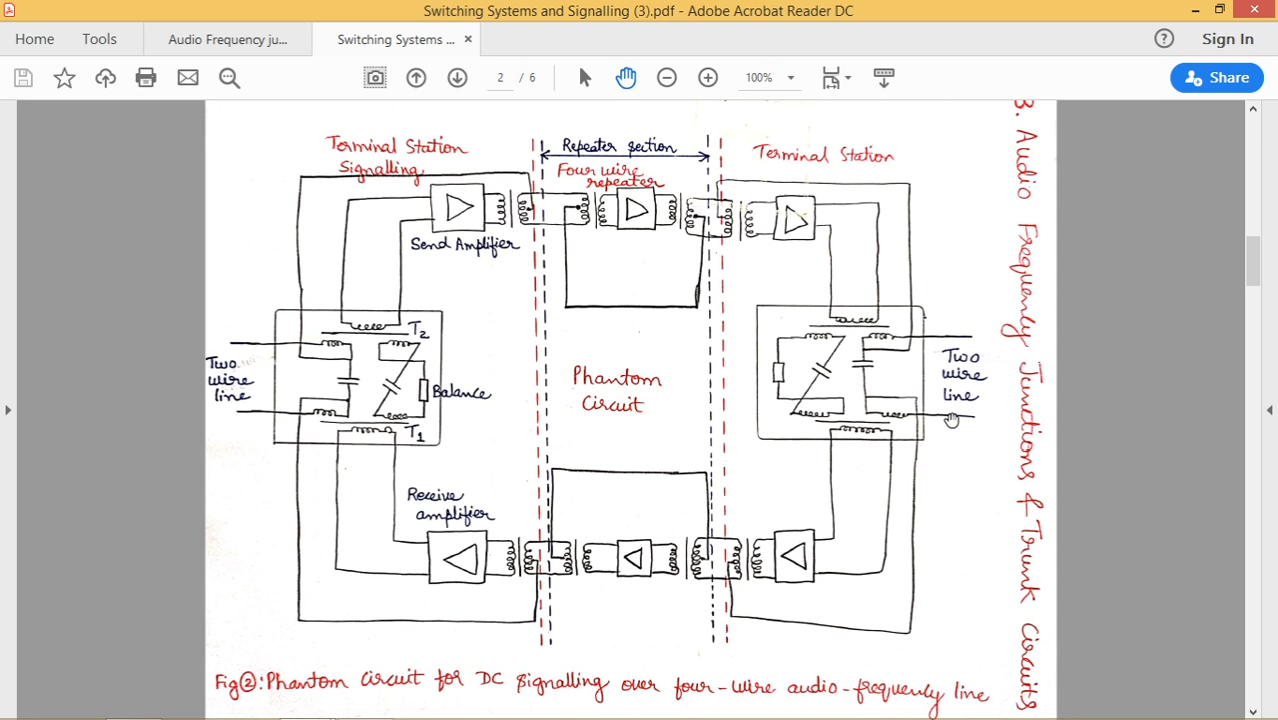 Switching Systems and Signalling (3).pdf - Adobe Acrobat Reader DC
Home
Tools
Audio Frequency ju...
Switching Systems ...
Sign In
2 / 6
100%
Share
3. Audio Frequenly Junctions & Trunk Circuits
Terminal Station
Signalling
Repeater section
Four wire
repeater
Terminal Station
Send Amplifier
T2
Two
wire
line
Balance
T1
Phantom
Circuit
Two
wire
line
Receive
amplifier
Fig②:Phantom Circuit for DC Signalling over four-wire audio-frequenly line